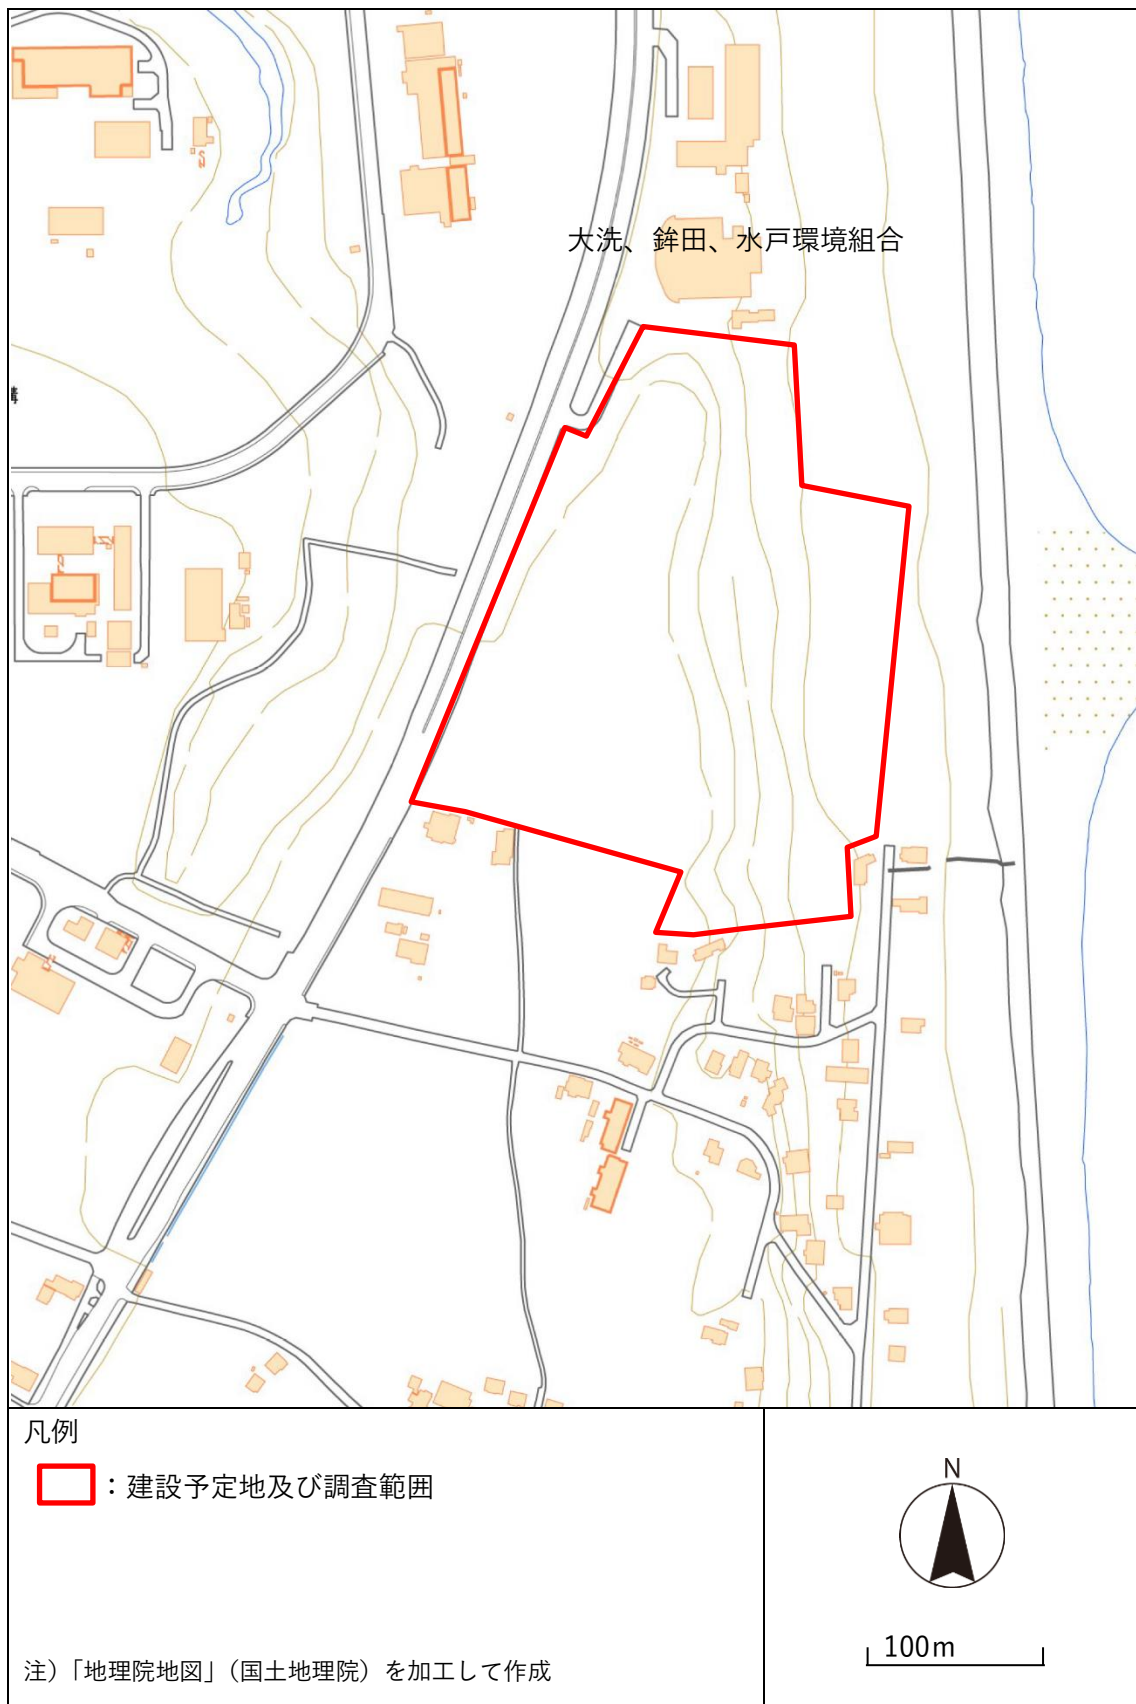 大洗、鉾田、水戸環境組合
凡例
：建設予定地及び調査範囲
N
100m
注）「地理院地図」（国土地理院）を加工して作成